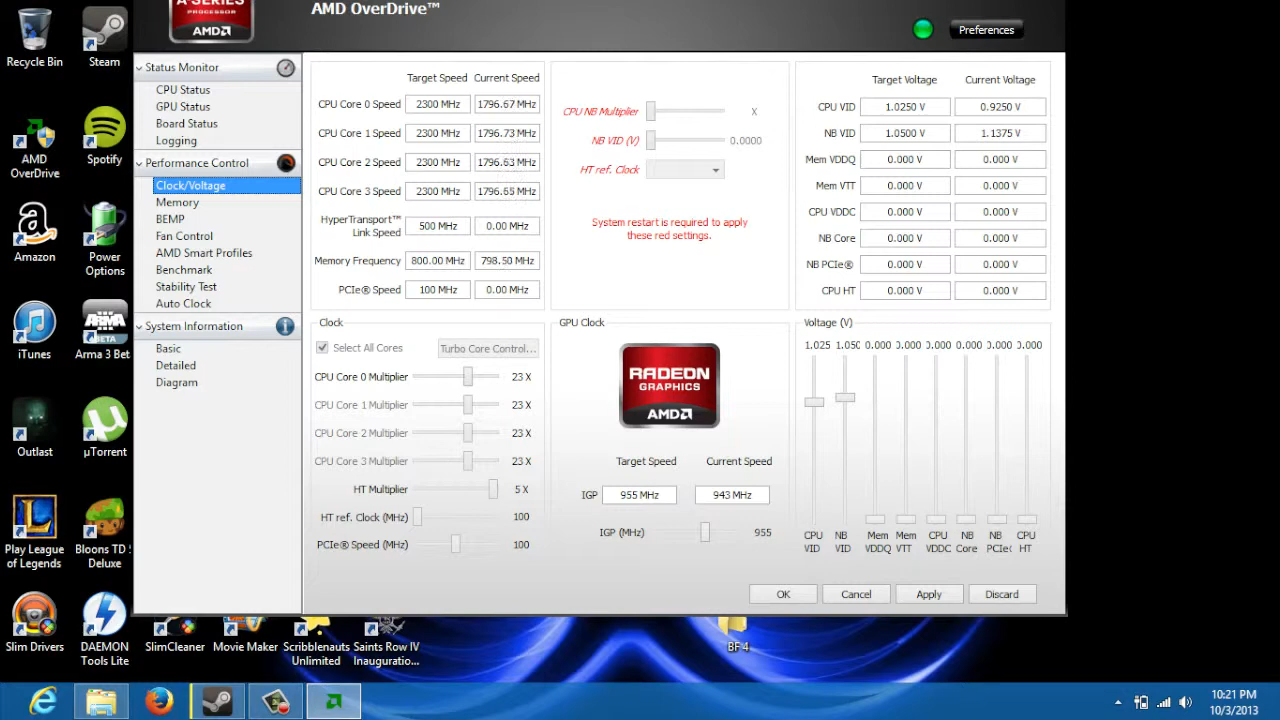 A-SERIES
AMD
AMD OverDrive™
Preferences
Recycle Bin
Steam
AMD OverDrive
Spotify
Amazon
Power Options
iTunes
Arma 3 Bet
Outlast
µTorrent
Play League of Legends
Bloons TD 5 Deluxe
Slim Drivers
DAEMON Tools Lite
SlimCleaner
Movie Maker
Scribblenauts Unlimited
Saints Row IV Inauguratio...
BF 4
Status Monitor
CPU Status
GPU Status
Board Status
Logging
Performance Control
Clock/Voltage
Memory
BEMP
Fan Control
AMD Smart Profiles
Benchmark
Stability Test
Auto Clock
System Information
Basic
Detailed
Diagram
Target Speed Current Speed
CPU Core 0 Speed 2300 MHz 1796.67 MHz
CPU Core 1 Speed 2300 MHz 1796.73 MHz
CPU Core 2 Speed 2300 MHz 1796.63 MHz
CPU Core 3 Speed 2300 MHz 1796.65 MHz
HyperTransport™ Link Speed 500 MHz 0.00 MHz
Memory Frequency 800.00 MHz 798.50 MHz
PCIe® Speed 100 MHz 0.00 MHz
CPU NB Multiplier X
NB VID (V) 0.0000
HT ref. Clock
System restart is required to apply
these red settings.
Target Voltage Current Voltage
CPU VID 1.0250 V 0.9250 V
NB VID 1.0500 V 1.1375 V
Mem VDDQ 0.000 V 0.000 V
Mem VTT 0.000 V 0.000 V
CPU VDDC 0.000 V 0.000 V
NB Core 0.000 V 0.000 V
NB PCIe® 0.000 V 0.000 V
CPU HT 0.000 V 0.000 V
Clock
Select All Cores Turbo Core Control...
CPU Core 0 Multiplier 23 X
CPU Core 1 Multiplier 23 X
CPU Core 2 Multiplier 23 X
CPU Core 3 Multiplier 23 X
HT Multiplier 5 X
HT ref. Clock (MHz) 100
PCIe® Speed (MHz) 100
GPU Clock
RADEON
GRAPHICS
AMD
Target Speed Current Speed
IGP 955 MHz 943 MHz
IGP (MHz) 955
Voltage (V)
1.025 1.050 0.000 0.000 0.000 0.000 0.000 0.000
CPU NB Mem Mem CPU NB NB CPU
VID VID VDDQ VTT VDDC Core PCIe( HT
OK Cancel Apply Discard
10:21 PM
10/3/2013